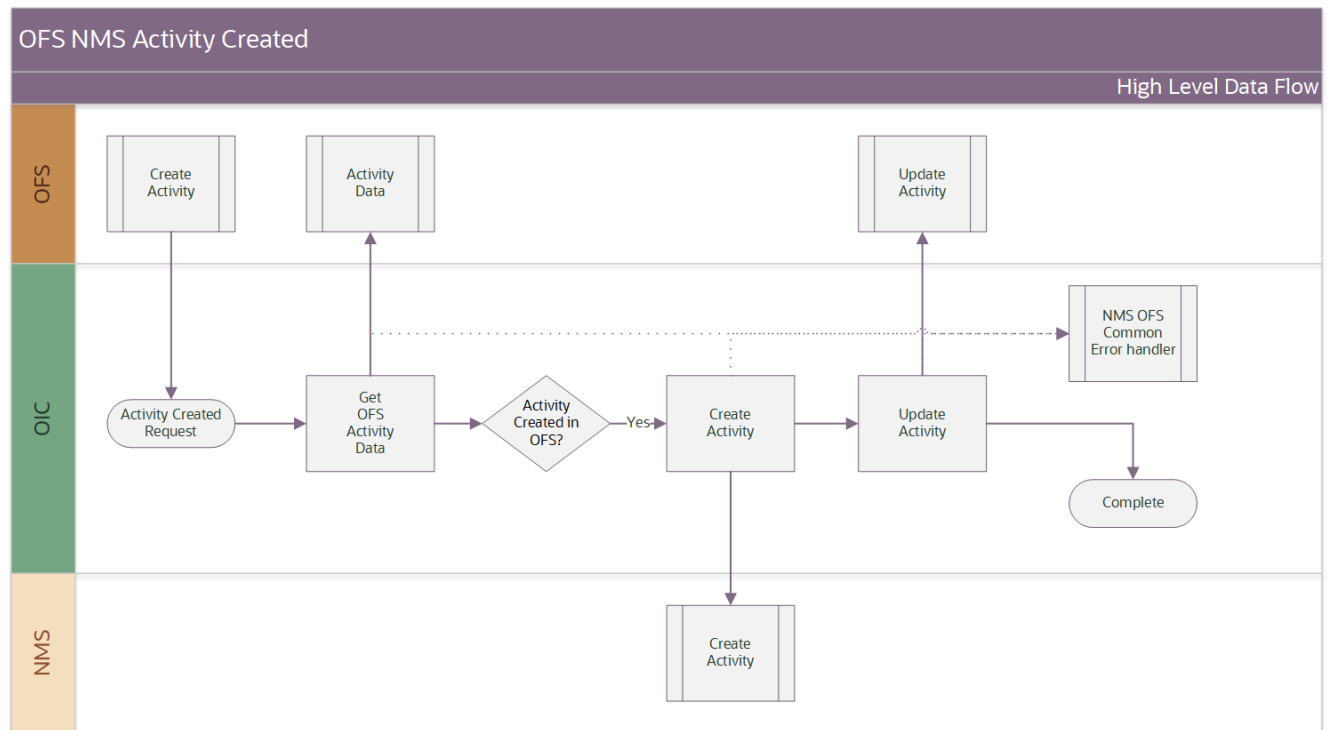 OFS NMS Activity Created
High Level Data Flow
OFS
Create
Activity
Activity
Data
Update
Activity
OIC
NMS OFS
Common
Error handler
Activity Created
Request
Get
OFS
Activity
Data
Activity
Created in
OFS?
Yes
Create
Activity
Update
Activity
Complete
NMS
Create
Activity